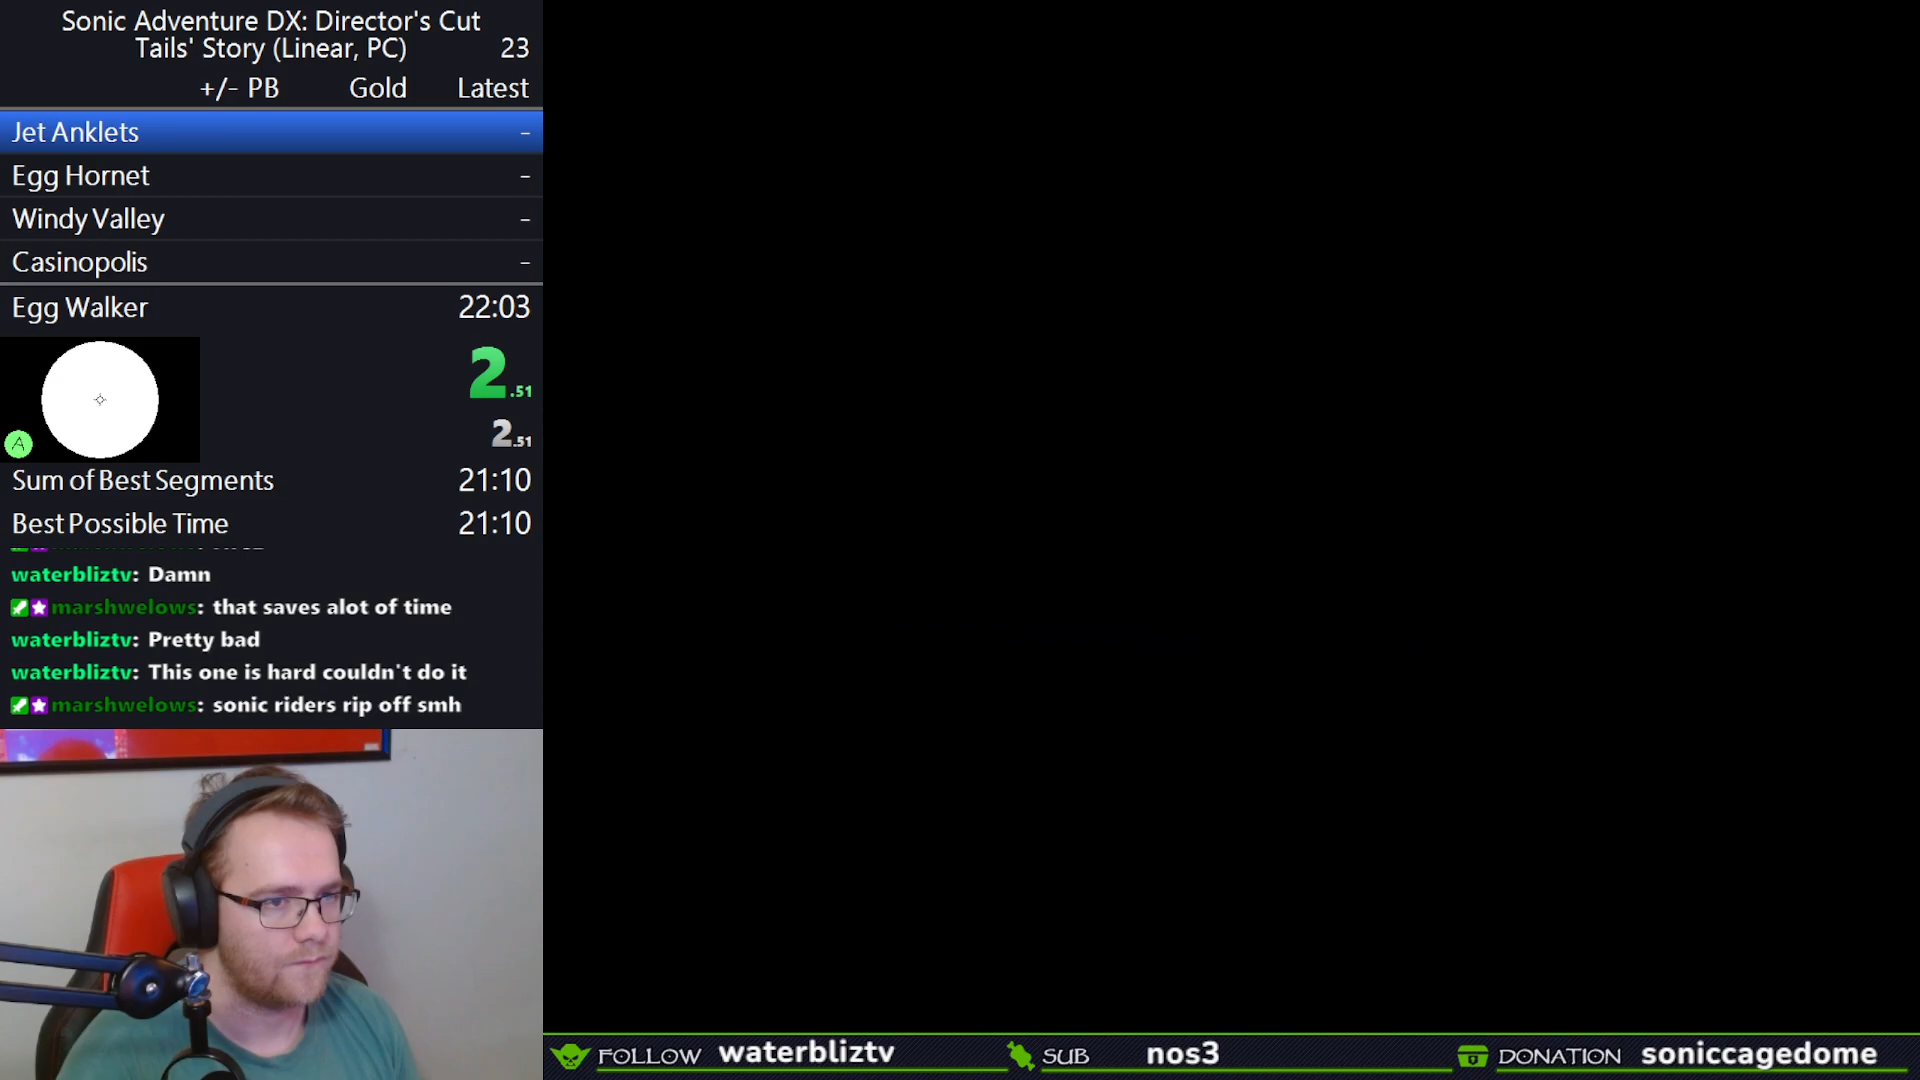 Sonic Adventure DX: Director's Cut
Tails' Story (Linear, PC) 23
+/- PB Gold Latest
Jet Anklets -
Egg Hornet -
Windy Valley -
Casinopolis -
Egg Walker 22:03
2.51
A
2.51
Sum of Best Segments 21:10
Best Possible Time 21:10
waterbliztv: Damn
marshwelows: that saves alot of time
waterbliztv: Pretty bad
waterbliztv: This one is hard couldn't do it
marshwelows: sonic riders rip off smh
FOLLOW waterbliztv SUB nos3 DONATION soniccagedome